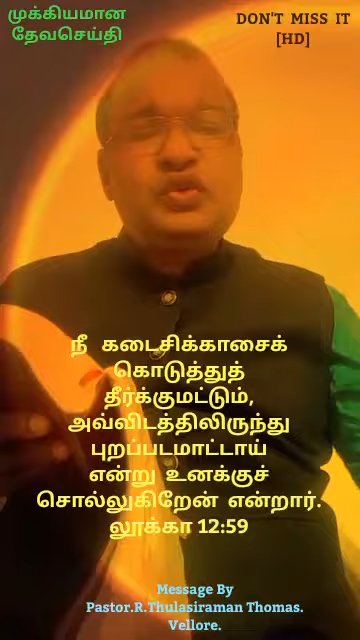 முக்கியமான
தேவசெய்தி
DON'T MISS IT
[HD]
நீ கடைசிக்காசைக்
கொடுத்துத்
தீர்க்குமட்டும்,
அவ்விடத்திலிருந்து
புறப்படமாட்டாய்
என்று உனக்குச்
சொல்லுகிறேன் என்றார்.
லூக்கா 12:59
Message By
Pastor.R.Thulasiraman Thomas.
Vellore.